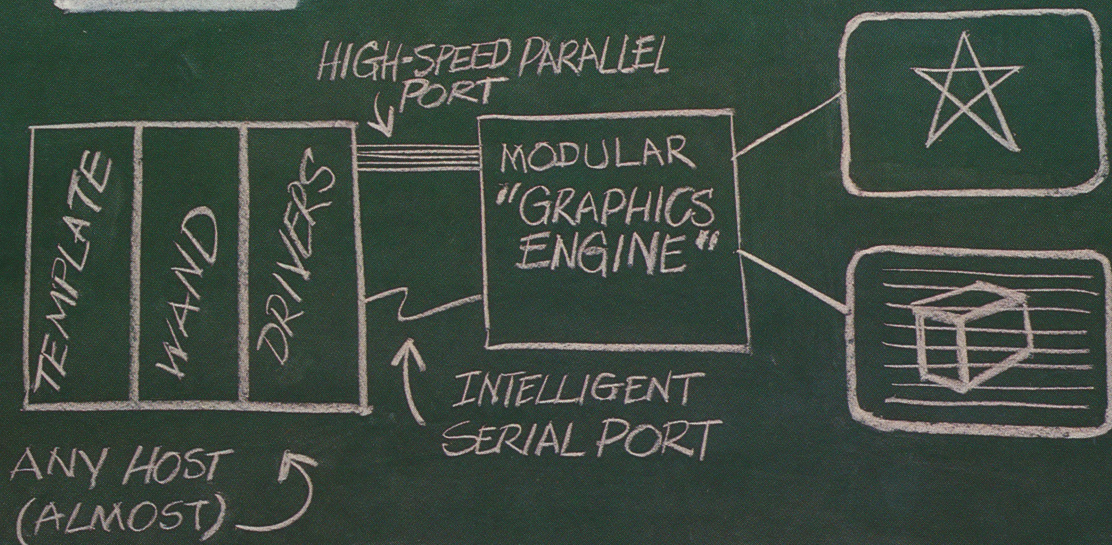 HIGH-SPEED PARALLEL
PORT
TEMPLATE
WAND
DRIVERS
MODULAR
"GRAPHICS
ENGINE"
INTELLIGENT
SERIAL PORT
ANY HOST
(ALMOST)